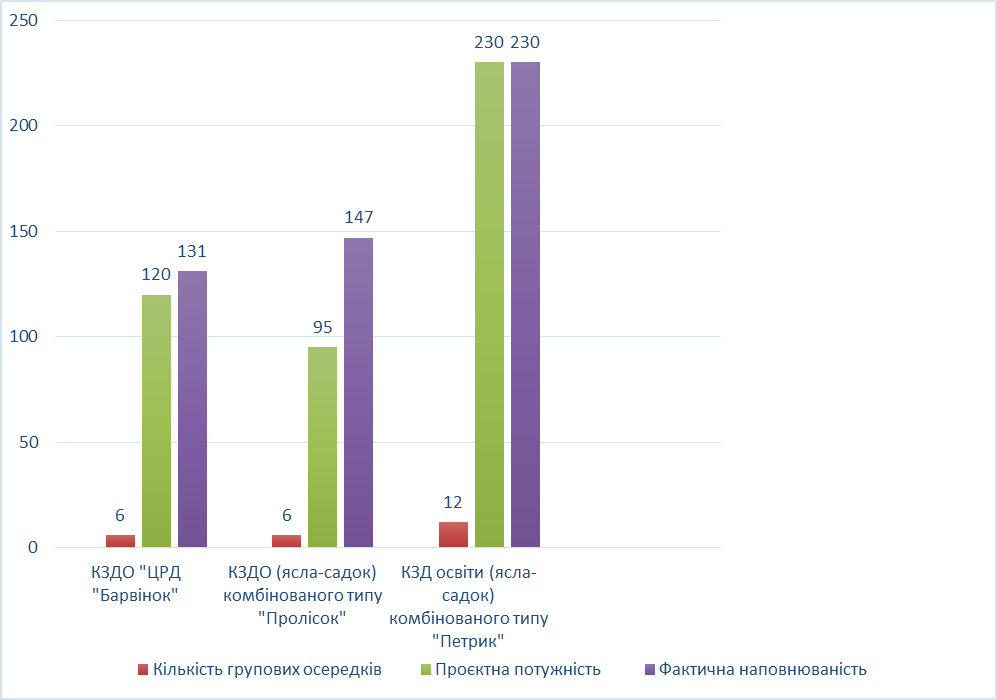 250
200
150
100
50
0
6
120
131
6
95
147
12
230
230
КЗДО "ЦРД
"Барвінок"
КЗДО (ясла-садок)
комбінованого типу
"Пролісок"
КЗД освіти (ясла-
садок)
комбінованого типу
"Петрик"
Кількість групових осередків
Проєктна потужність
Фактична наповнюваність